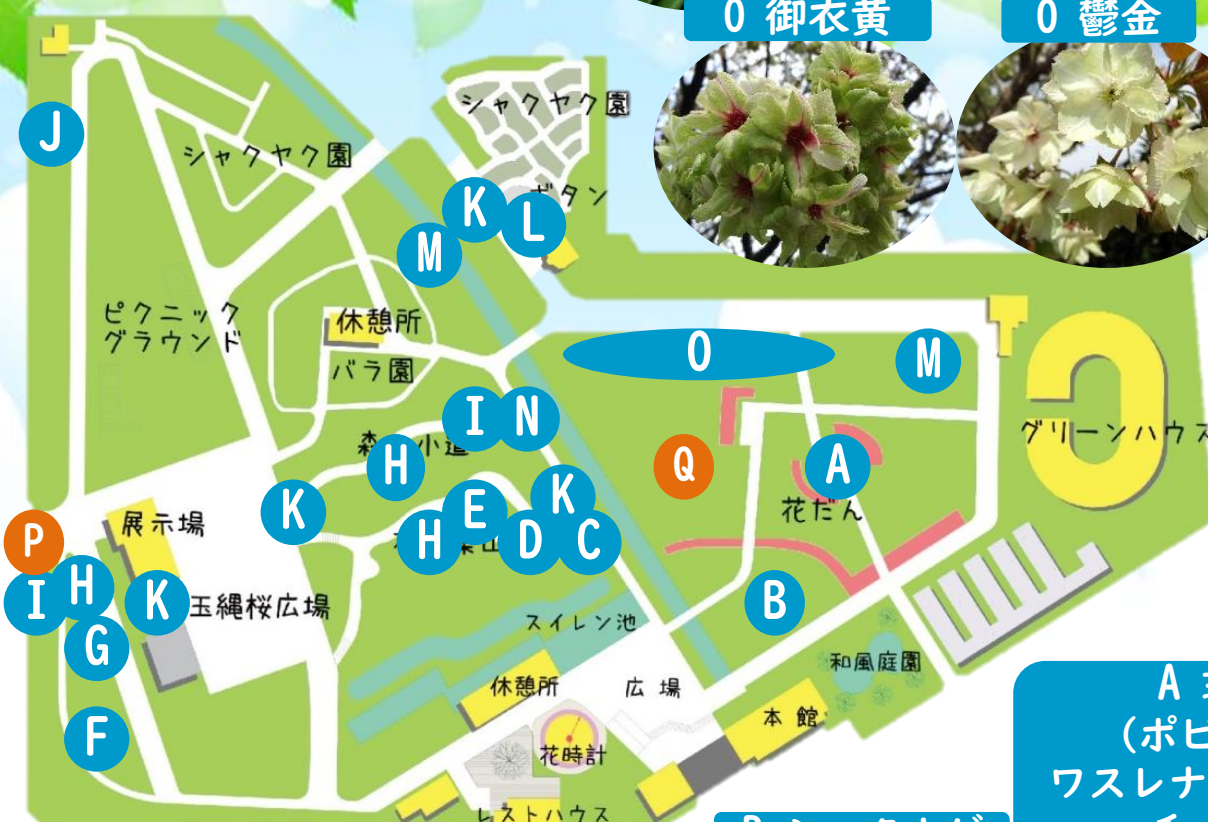 O 御衣黄
O 鬱金
シャクヤク園
J
シャクヤク園
ボタン
K
L
M
ピクニック
グラウンド
休憩所
バラ園
O
M
グリーンハウス
I
N
森
小道
H
Q
A
花だん
K
E
K
H
D
C
展示場
P
I
H
K
玉縄桜広場
G
F
B
スイレン池
和風庭園
休憩所
広場
本館
花時計
レストハウス
A
(ポピ
ワスレナ